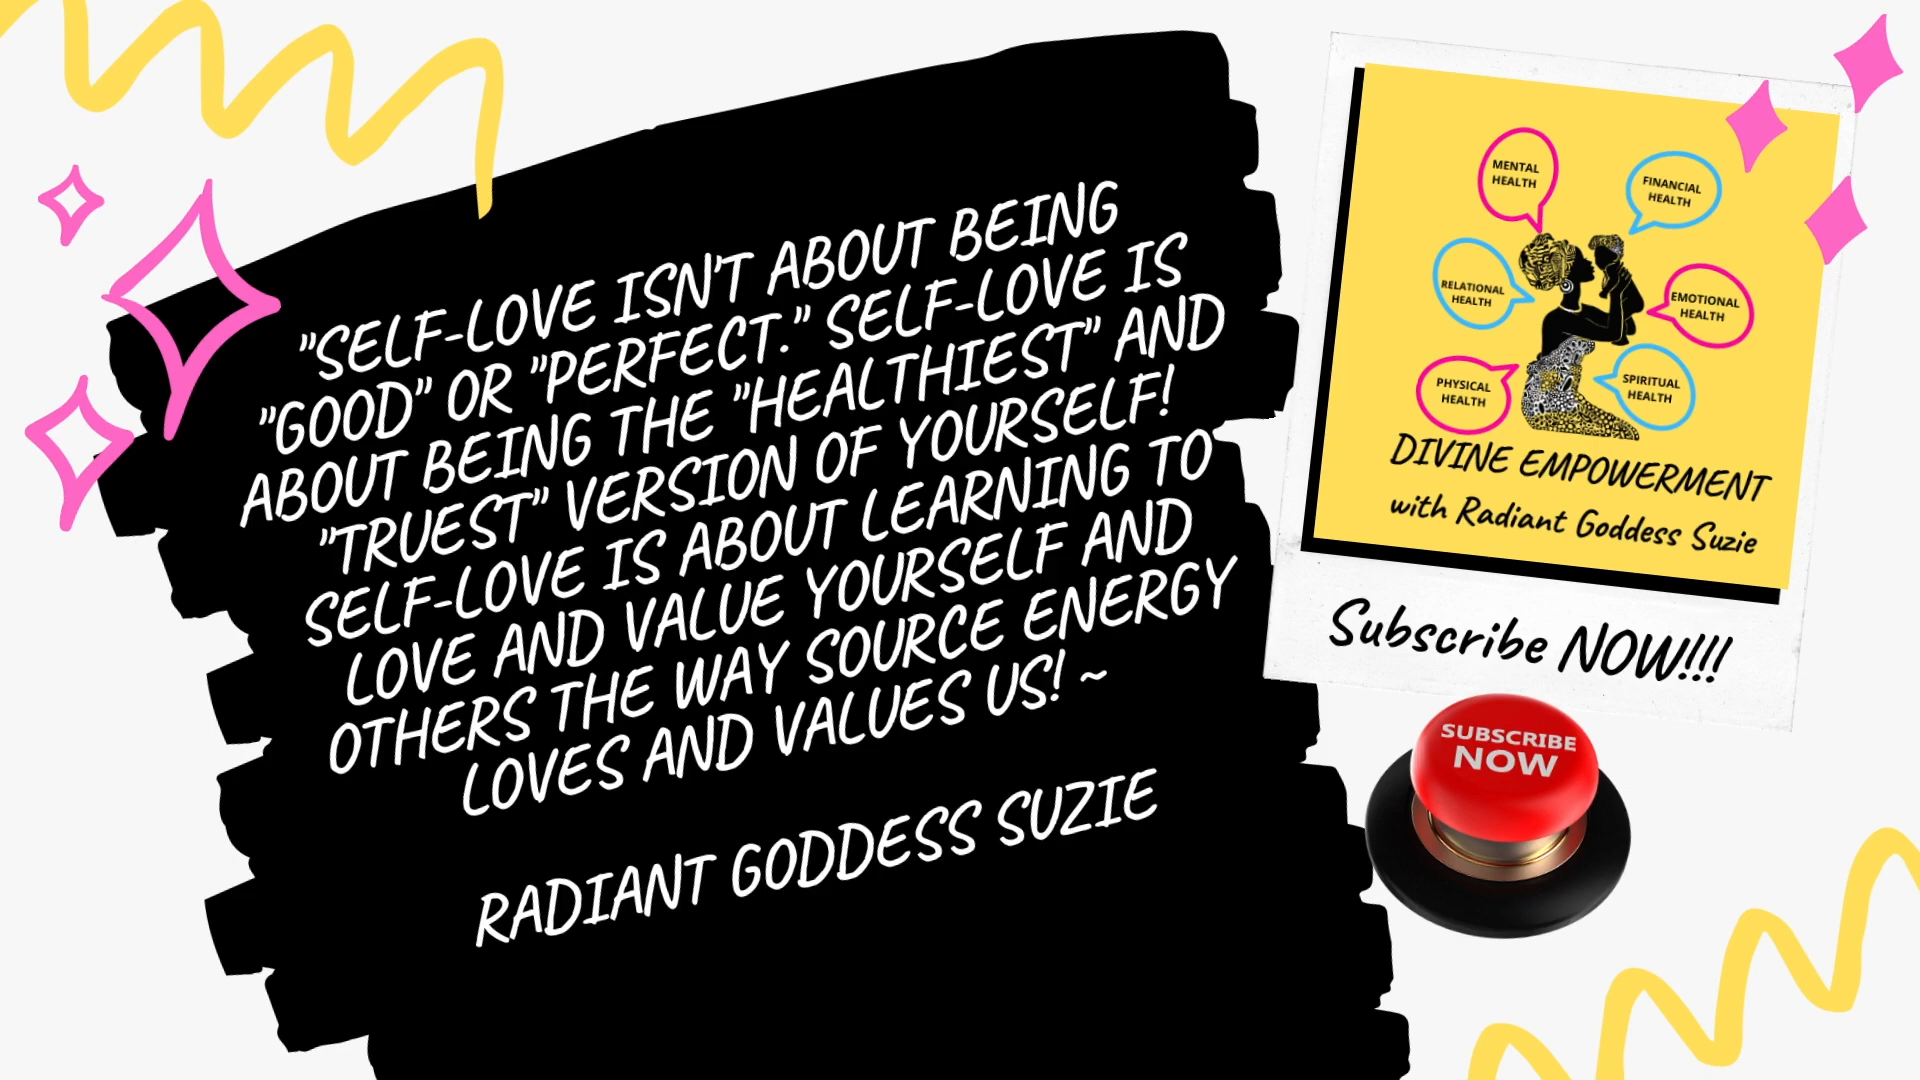 "SELF-LOVE ISN'T ABOUT BEING
"GOOD" OR "PERFECT." SELF-LOVE IS
ABOUT BEING THE "HEALTHIEST" AND
"TRUEST" VERSION OF YOURSELF!
SELF-LOVE IS ABOUT LEARNING TO
LOVE AND VALUE YOURSELF AND
OTHERS THE WAY SOURCE ENERGY
LOVES AND VALUES US! ~
RADIANT GODDESS SUZIE
MENTAL
HEALTH
FINANCIAL
HEALTH
RELATIONAL
HEALTH
EMOTIONAL
HEALTH
PHYSICAL
HEALTH
SPIRITUAL
HEALTH
DIVINE EMPOWERMENT
with Radiant Goddess Suzie
Subscribe NOW!!!
SUBSCRIBE
NOW